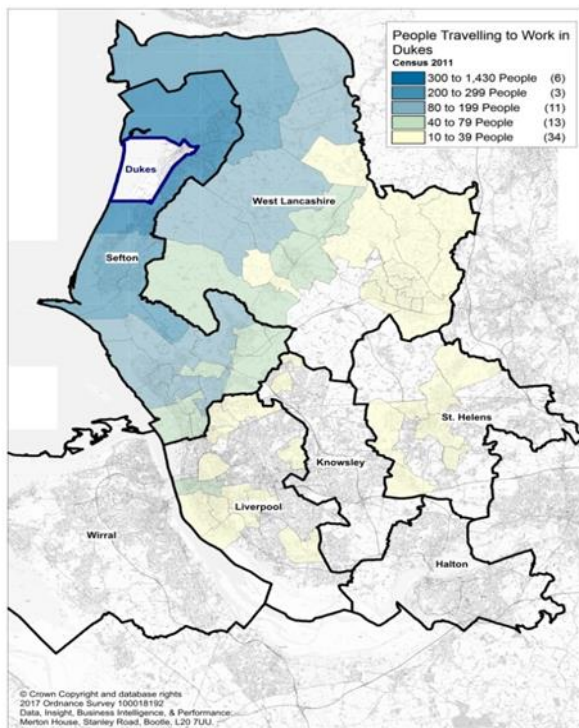 People Travelling to Work in
Dukes
Census 2011
300 to 1,430 People (6)
200 to 299 People (3)
80 to 199 People (11)
40 to 79 People (13)
10 to 39 People (34)
Dukes
West Lancashire
Sefton
St. Helens
Knowsley
Liverpool
Wirral
Halton
© Crown Copyright and database rights
2017 Ordnance Survey 100018192
Data, Insight, Business Intelligence, & Performance:
Merton House, Stanley Road, Bootle, L20 7UU.